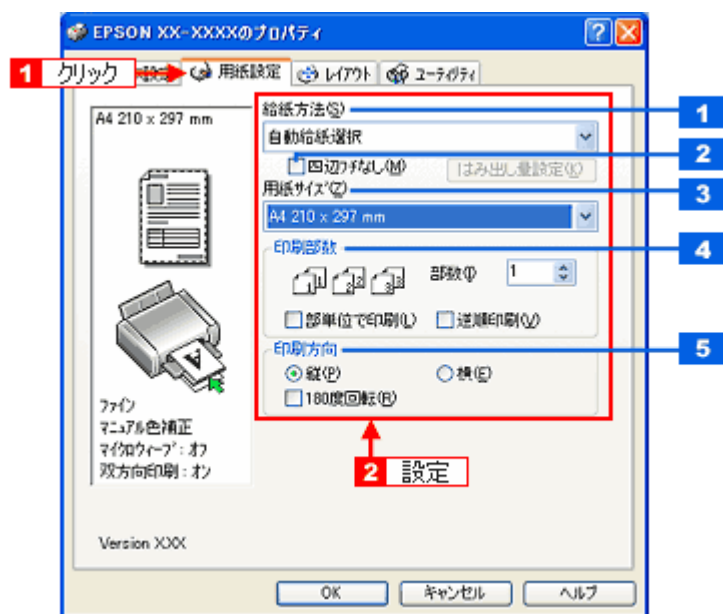 EPSON XX-XXXXのプロパティ
1 クリック
用紙設定 レイアウト ユーティリティ
A4 210 x 297 mm
給紙方法(S) 1
自動給紙選択
四辺フチなし(M) はみ出し量設定(K) 2
用紙サイズ(Z) 3
A4 210 x 297 mm
印刷部数 4
部数(I) 1
部単位で印刷(L) 逆順印刷(V)
印刷方向 5
縦(P) 横(E)
180度回転(R)
ファイン
マニュアル色補正
マイクロウィーブ:オフ
双方向印刷:オン
2 設定
Version XXX
OK キャンセル ヘルプ